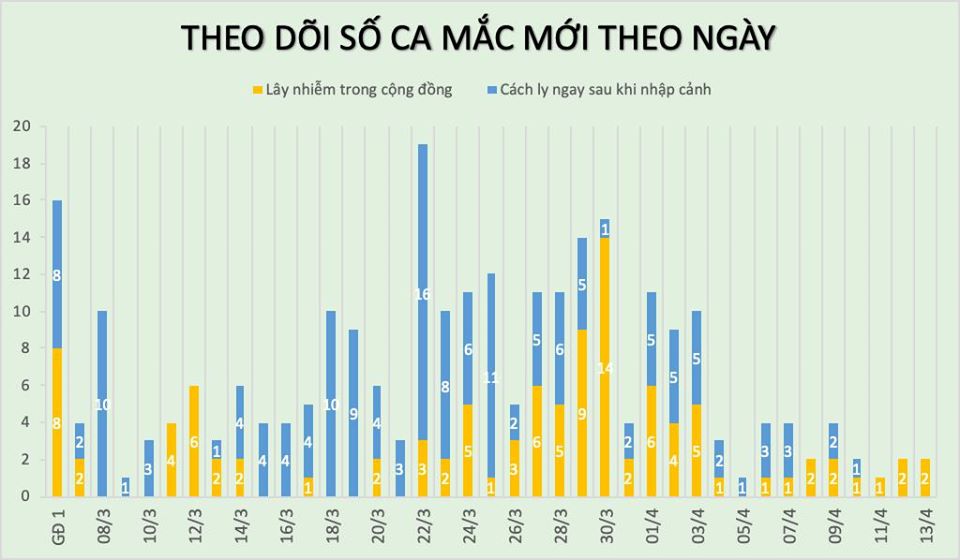 THEO DÕI SỐ CA MẮC MỚI THEO NGÀY
Lây nhiễm trong cộng đồng Cách ly ngay sau khi nhập cảnh
20
18
16
14
12
10
8
6
4
2
0
8 2 10 1 3 1 4 4 4 4 10 9 4 3 16 8 6 11 2 5 6 5 1 2 5 5 5 2 1 3 3 2 1
8 2 4 6 2 2 1 2 3 2 5 1 3 6 5 9 14 2 6 4 5 1 1 1 2 2 1 1 2 2
GĐ 1 08/3 10/3 12/3 14/3 16/3 18/3 20/3 22/3 24/3 26/3 28/3 30/3 01/4 03/4 05/4 07/4 09/4 11/4 13/4